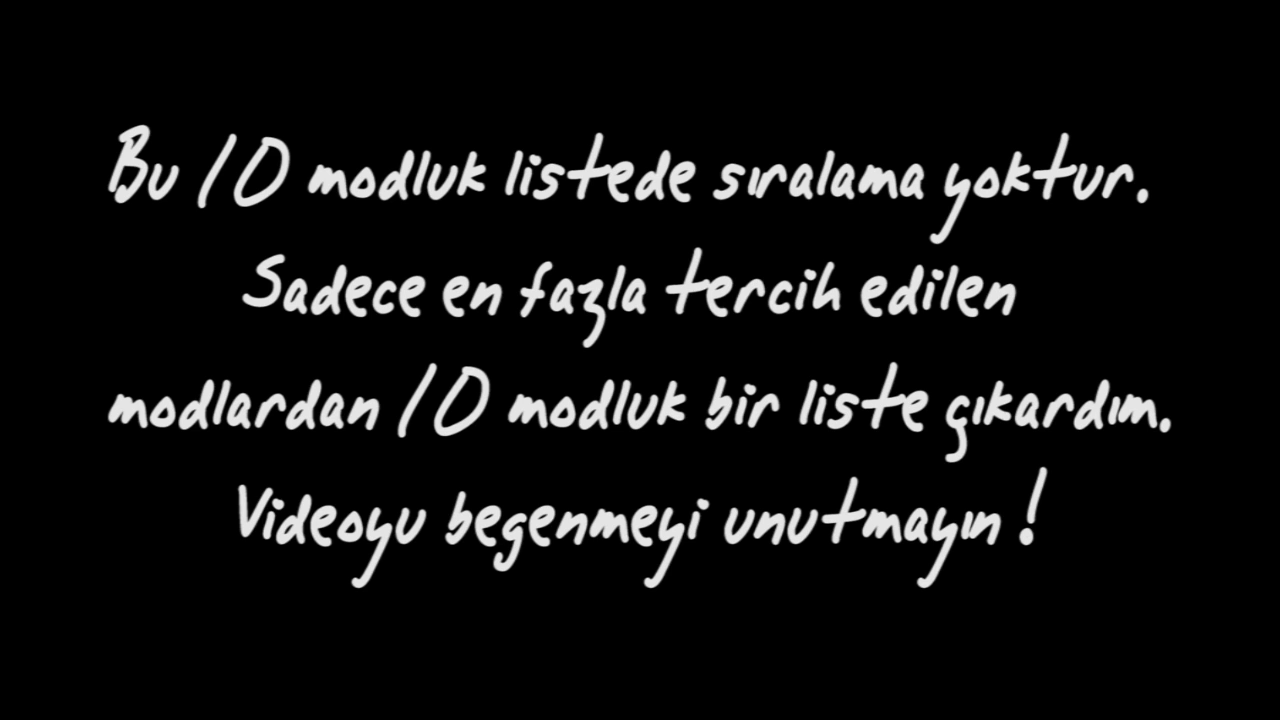 Bu 10 modluk listede sıralama yoktur.
Sadece en fazla tercih edilen
modlardan 10 modluk bir liste çıkardım.
Videoyu begenmeyi unutmayın !